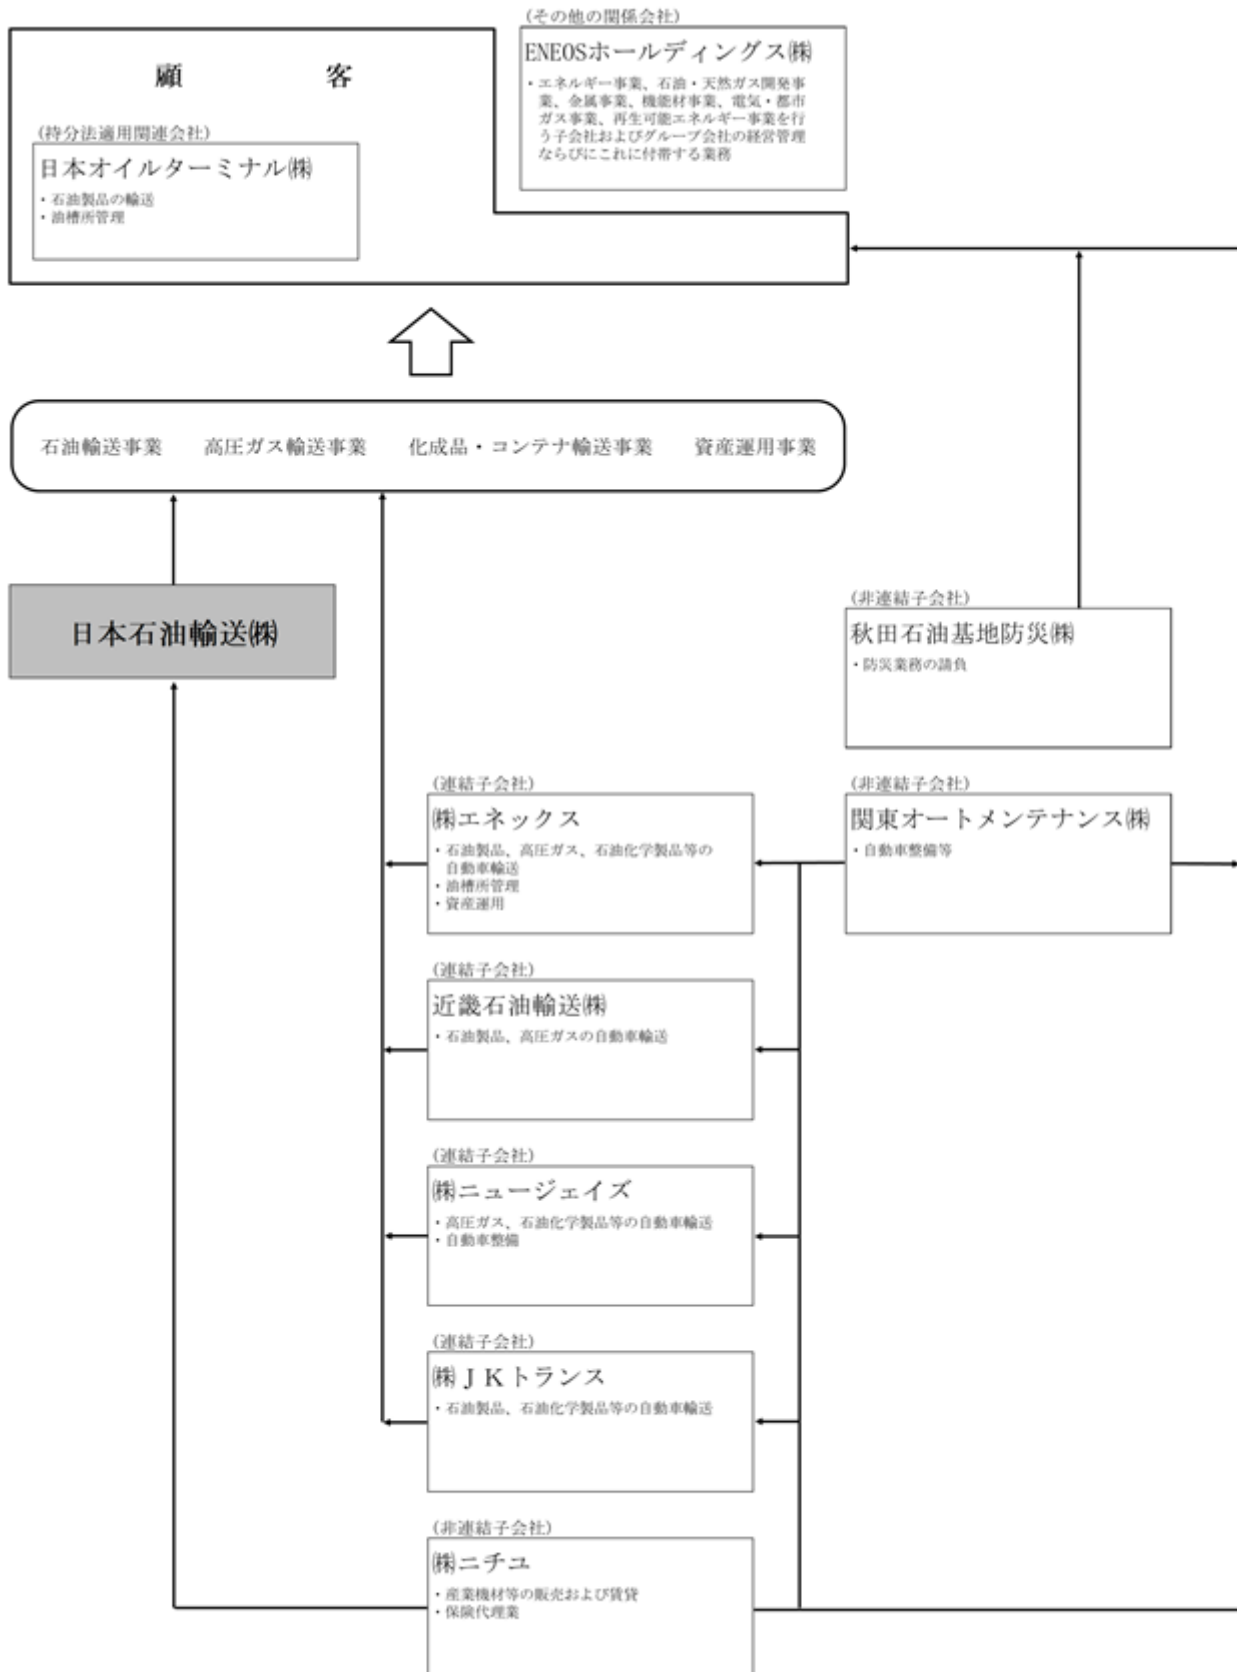 (その他の関係会社)
ENEOSホールディングス㈱
・エネルギー事業、石油・天然ガス開発事
業、金属事業、機能材事業、電気・都市
ガス事業、再生可能エネルギー事業を行
う子会社およびグループ会社の経営管理
ならびにこれに付帯する業務
顧　客
(持分法適用関連会社)
日本オイルターミナル㈱
・石油製品の輸送
・油槽所管理
石油輸送事業　高圧ガス輸送事業　化成品・コンテナ輸送事業　資産運用事業
日本石油輸送㈱
(非連結子会社)
秋田石油基地防災㈱
・防災業務の請負
(連結子会社)
㈱エネックス
・石油製品、高圧ガス、石油化学製品等の
自動車輸送
・油槽所管理
・資産運用
(非連結子会社)
関東オートメンテナンス㈱
・自動車整備等
(連結子会社)
近畿石油輸送㈱
・石油製品、高圧ガスの自動車輸送
(連結子会社)
㈱ニュージェイズ
・高圧ガス、石油化学製品等の自動車輸送
・自動車整備
(連結子会社)
㈱ＪＫトランス
・石油製品、石油化学製品等の自動車輸送
(非連結子会社)
㈱ニチユ
・産業機材等の販売および賃貸
・保険代理業